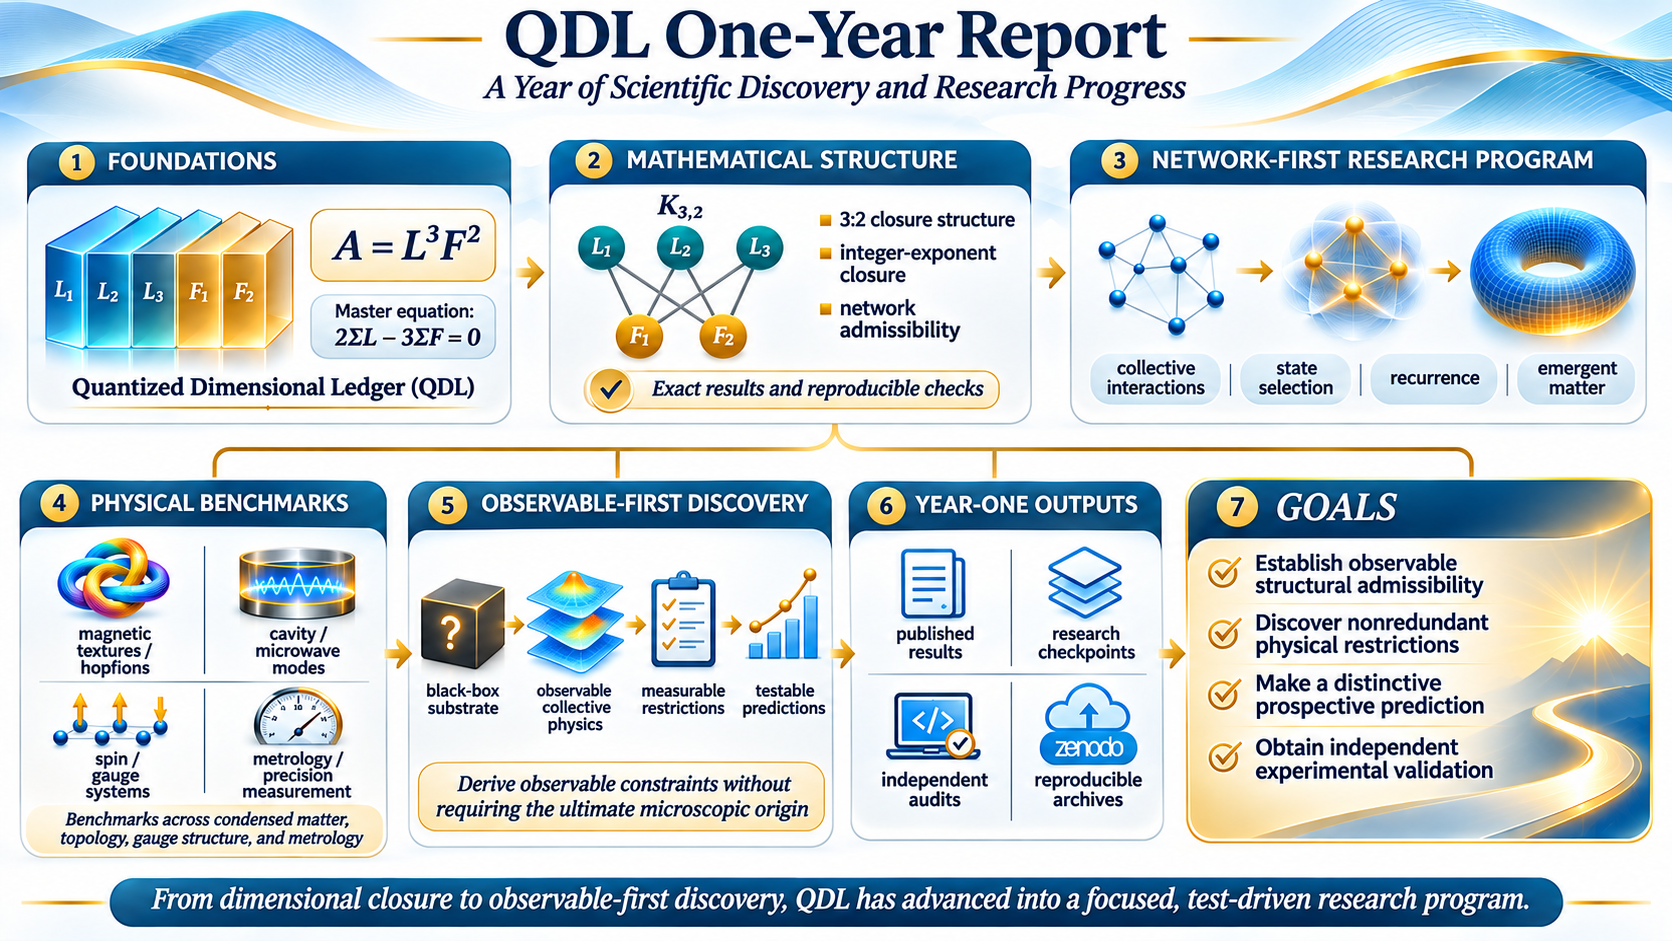 QDL One-Year Report
A Year of Scientific Discovery and Research Progress
1 FOUNDATIONS
L₁ L₂ L₃ F₁ F₂
A = L³F²
Master equation:
2ΣL – 3ΣF = 0
Quantized Dimensional Ledger (QDL)
2 MATHEMATICAL STRUCTURE
K₃,₂
L₁ L₂ L₃
F₁ F₂
3:2 closure structure
integer-exponent
closure
network
admissibility
Exact results and reproducible checks
3 NETWORK-FIRST RESEARCH PROGRAM
collective
interactions
state
selection
recurrence
emergent
matter
4 PHYSICAL BENCHMARKS
magnetic
textures /
hopfions
cavity /
microwave
modes
spin /
gauge
systems
metrology /
precision
measurement
Benchmarks across condensed matter,
topology, gauge structure, and metrology
5 OBSERVABLE-FIRST DISCOVERY
?
black-box
substrate
observable
collective
physics
measurable
restrictions
testable
predictions
Derive observable constraints without
requiring the ultimate microscopic origin
6 YEAR-ONE OUTPUTS
published
results
research
checkpoints
</>
independent
audits
zenodo
reproducible
archives
7 GOALS
Establish observable
structural admissibility
Discover nonredundant
physical restrictions
Make a distinctive
prospective prediction
Obtain independent
experimental validation
From dimensional closure to observable-first discovery, QDL has advanced into a focused, test-driven research program.